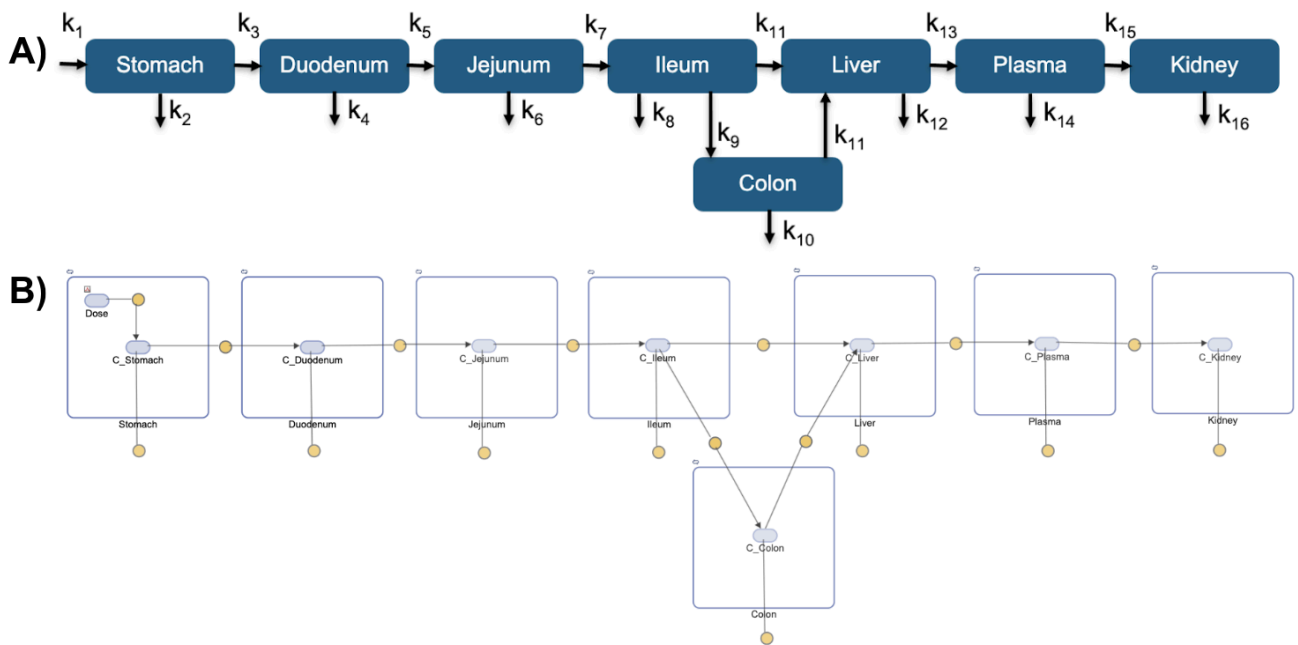 A)
k1 k3 k5 k7 k11 k13 k15
Stomach Duodenum Jejunum Ileum Liver Plasma Kidney
k2 k4 k6 k8 k9 k11 k12 k14 k16
Colon
k10
B)
Dose
C_Stomach C_Duodenum C_Jejunum C_Ileum C_Liver C_Plasma C_Kidney
Stomach Duodenum Jejunum Ileum Liver Plasma Kidney
C_Colon
Colon